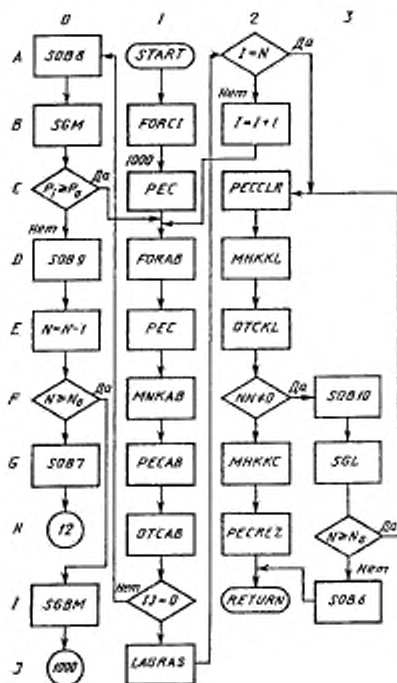 0 1 2 3
A SOB8 START I=N Да
Нет
B SGM FORCI I=I+1
1000
C Pi≥P0 Да PEC PECCLR
Нет
D SOB9 FORAB MHKKL
E N=N-1 PEC OTCKL
F N≥N0 Да MNKAB NK≠0 Да SOB10
G SOB7 PECAB MHKKC SGL
H 12 OTCAB PECREZ N≥N0 Да
Нет Нет
I SGBM IJ=0 RETURN SOB6
J 1000 LAGRAS